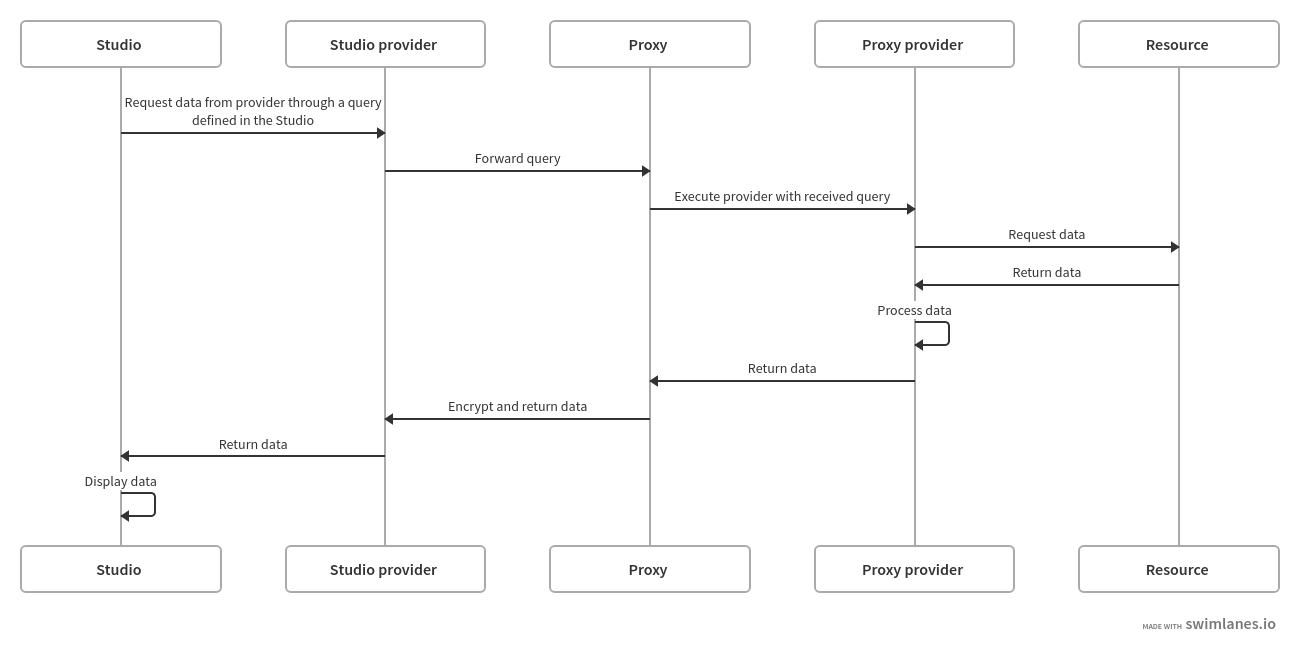 Studio
Studio provider
Proxy
Proxy provider
Resource
Request data from provider through a query
defined in the Studio
Forward query
Execute provider with received query
Request data
Return data
Process data
Return data
Encrypt and return data
Return data
Display data
Studio
Studio provider
Proxy
Proxy provider
Resource
MADE WITH swimlanes.io